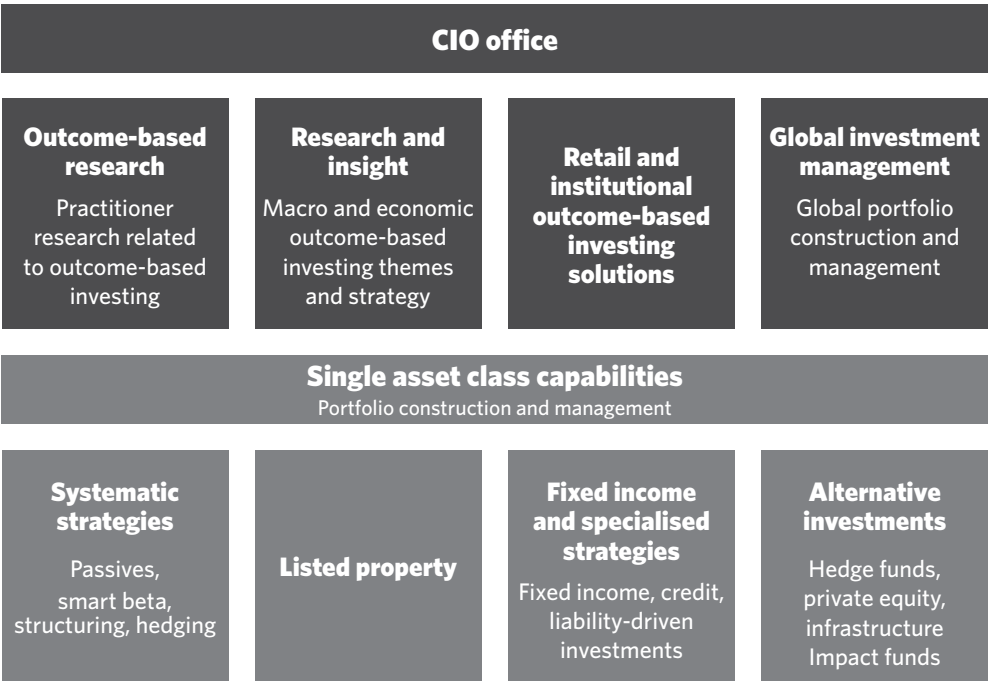 CIO office
Outcome-based
research
Practitioner
research related
to outcome-based
investing
Research and
insight
Macro and economic
outcome-based
investing themes
and strategy
Retail and
institutional
outcome-based
investing
solutions
Global investment
management
Global portfolio
construction and
management
Single asset class capabilities
Portfolio construction and management
Systematic
strategies
Passives,
smart beta,
structuring, hedging
Listed property
Fixed income
and specialised
strategies
Fixed income, credit,
liability-driven
investments
Alternative
investments
Hedge funds,
private equity,
infrastructure
Impact funds